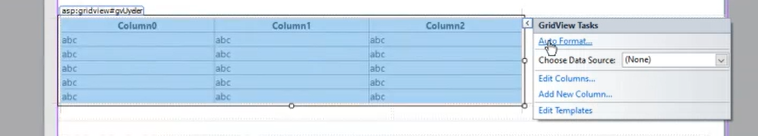 asp:gridview#gvUyeler
Column0 Column1 Column2
abc abc abc
abc abc abc
abc abc abc
abc abc abc
abc abc abc
GridView Tasks
Auto Format...
Choose Data Source: (None)
Edit Columns...
Add New Column...
Edit Templates